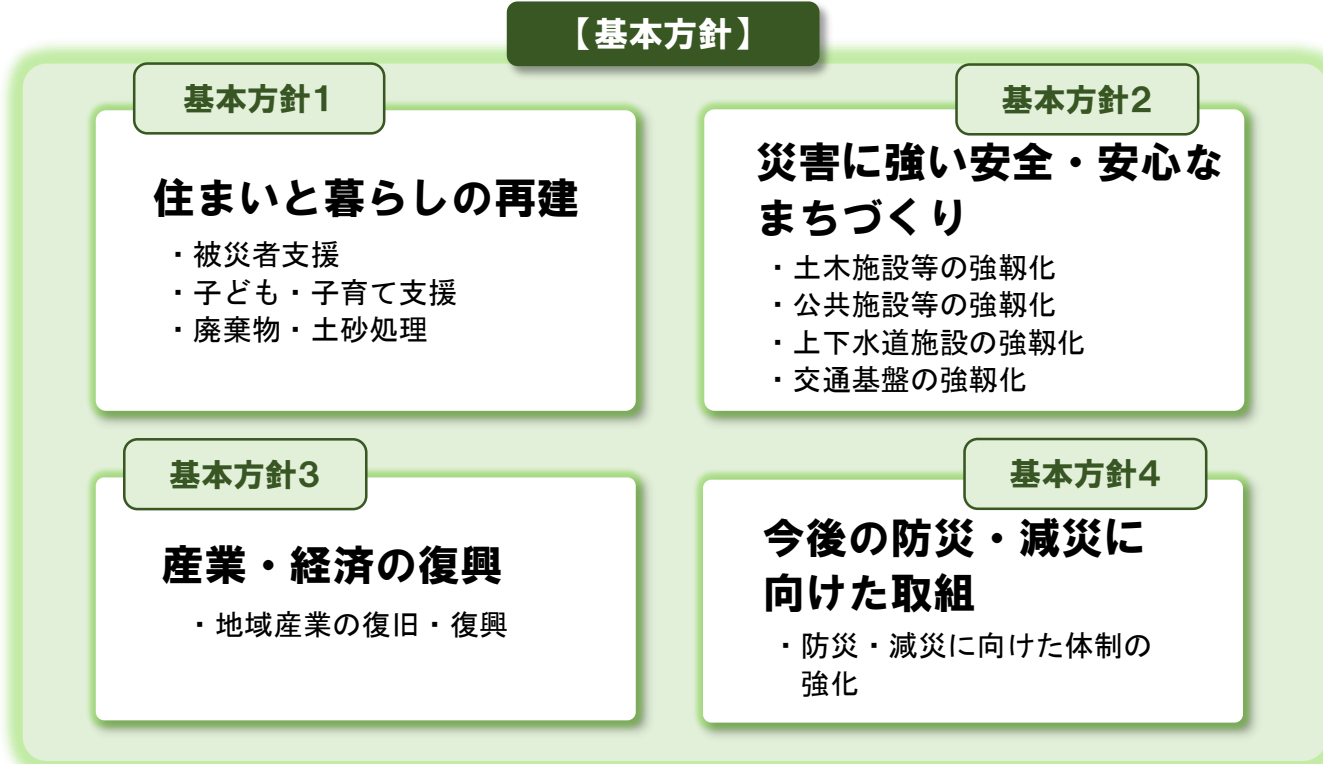 【基本方針】
基本方針1
住まいと暮らしの再建
・被災者支援
・子ども・子育て支援
・廃棄物・土砂処理
基本方針2
災害に強い安全・安心な
まちづくり
・土木施設等の強靱化
・公共施設等の強靱化
・上下水道施設の強靱化
・交通基盤の強靱化
基本方針3
産業・経済の復興
・地域産業の復旧・復興
基本方針4
今後の防災・減災に
向けた取組
・防災・減災に向けた体制の
強化